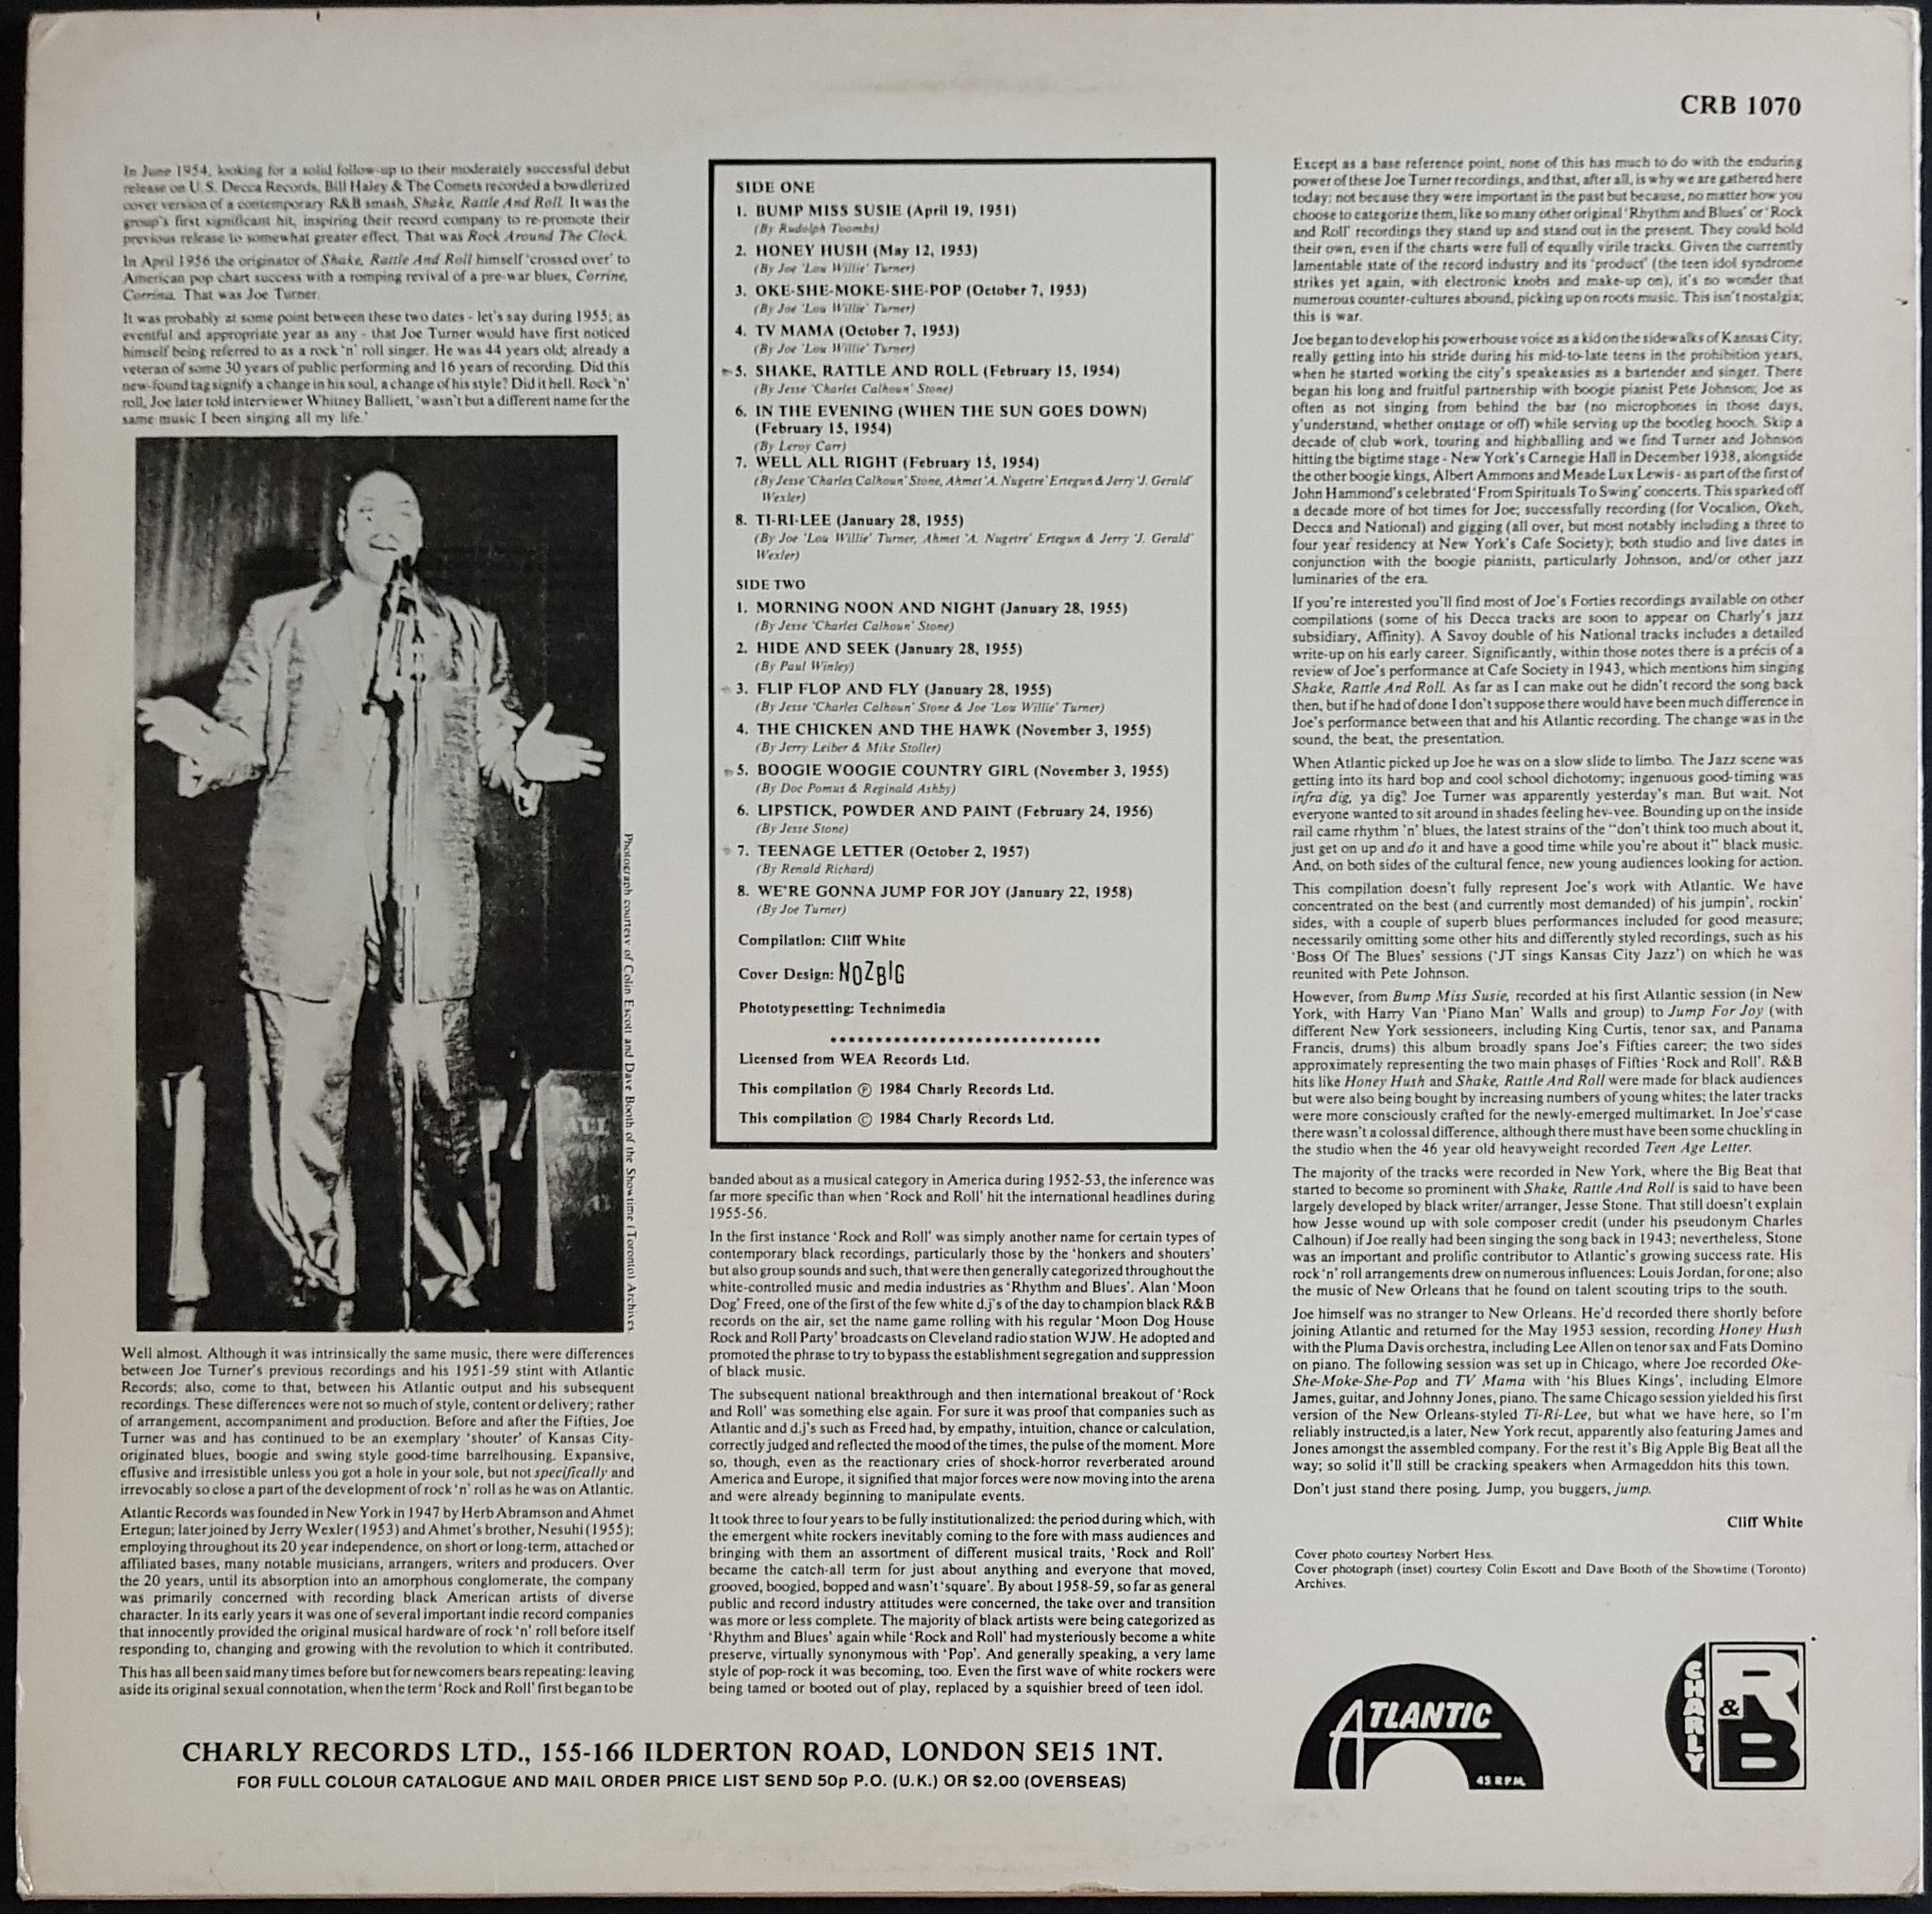 CRB 1070
In June 1954, looking for a solid follow-up to their moderately successful debut
release on U.S. Decca Records, Bill Haley & The Comets recorded a bowdlerized
cover version of a contemporary R&B smash, Shake, Rattle And Roll. It was the
group's first significant hit, inspiring their record company to re-promote their
previous release to somewhat greater effect. That was Rock Around The Clock.
In April 1956 the originator of Shake, Rattle And Roll himself 'crossed over' to
American pop chart success with a romping revival of a pre-war blues, Corrine,
Corrina. That was Joe Turner.
It was probably at some point between these two dates - let's say during 1955; as
eventful and appropriate year as any - that Joe Turner would have first noticed
himself being referred to as a rock 'n' roll singer. He was 44 years old; already a
veteran of some 30 years of public performing and 16 years of recording. Did this
new-found tag signify a change in his soul, a change of his style? Did it hell. Rock 'n'
roll, Joe later told interviewer Whitney Balliett, 'wasn't but a different name for the
same music I been singing all my life.'
Photograph courtesy of Colin Escott and Dave Booth of the Showtime (Toronto) Archives
Well almost. Although it was intrinsically the same music, there were differences
between Joe Turner's previous recordings and his 1951-59 stint with Atlantic
Records; also, come to that, between his Atlantic output and his subsequent
recordings. These differences were not so much of style, content or delivery; rather
of arrangement, accompaniment and production. Before and after the Fifties, Joe
Turner was and has continued to be an exemplary 'shouter' of Kansas City-
originated blues, boogie and swing style good-time barrelhousing. Expansive,
effusive and irresistible unless you got a hole in your sole, but not specifically and
irrevocably so close a part of the development of rock 'n' roll as he was on Atlantic.
Atlantic Records was founded in New York in 1947 by Herb Abramson and Ahmet
Ertegun; later joined by Jerry Wexler (1953) and Ahmet's brother, Nesuhi (1955);
employing throughout its 20 year independence, on short or long-term, attached or
affiliated bases, many notable musicians, arrangers, writers and producers. Over
the 20 years, until its absorption into an amorphous conglomerate, the company
was primarily concerned with recording black American artists of diverse
character. In its early years it was one of several important indie record companies
that innocently provided the original musical hardware of rock 'n' roll before itself
responding to, changing and growing with the revolution to which it contributed.
This has all been said many times before but for newcomers bears repeating: leaving
aside its original sexual connotation, when the term 'Rock and Roll' first began to be
SIDE ONE
1. BUMP MISS SUSIE (April 19, 1951)
(By Rudolph Toombs)
2. HONEY HUSH (May 12, 1953)
(By Joe 'Lou Willie' Turner)
3. OKE-SHE-MOKE-SHE-POP (October 7, 1953)
(By Joe 'Lou Willie' Turner)
4. TV MAMA (October 7, 1953)
(By Joe 'Lou Willie' Turner)
5. SHAKE, RATTLE AND ROLL (February 15, 1954)
(By Jesse 'Charles Calhoun' Stone)
6. IN THE EVENING (WHEN THE SUN GOES DOWN)
(February 15, 1954)
(By Leroy Carr)
7. WELL ALL RIGHT (February 15, 1954)
(By Jesse 'Charles Calhoun' Stone, Ahmet 'A. Nugetre' Ertegun & Jerry 'J. Gerald'
Wexler)
8. TI-RI-LEE (January 28, 1955)
(By Joe 'Lou Willie' Turner, Ahmet 'A. Nugetre' Ertegun & Jerry 'J. Gerald'
Wexler)
SIDE TWO
1. MORNING NOON AND NIGHT (January 28, 1955)
(By Jesse 'Charles Calhoun' Stone)
2. HIDE AND SEEK (January 28, 1955)
(By Paul Winley)
3. FLIP FLOP AND FLY (January 28, 1955)
(By Jesse 'Charles Calhoun' Stone & Joe 'Lou Willie' Turner)
4. THE CHICKEN AND THE HAWK (November 3, 1955)
(By Jerry Leiber & Mike Stoller)
5. BOOGIE WOOGIE COUNTRY GIRL (November 3, 1955)
(By Doc Pomus & Reginald Ashby)
6. LIPSTICK, POWDER AND PAINT (February 24, 1956)
(By Jesse Stone)
7. TEENAGE LETTER (October 2, 1957)
(By Renald Richard)
8. WE'RE GONNA JUMP FOR JOY (January 22, 1958)
(By Joe Turner)
Compilation: Cliff White
Cover Design: NOZBIG
Phototypesetting: Technimedia
Licensed from WEA Records Ltd.
This compilation Ⓟ 1984 Charly Records Ltd.
This compilation © 1984 Charly Records Ltd.
banded about as a musical category in America during 1952-53, the inference was
far more specific than when 'Rock and Roll' hit the international headlines during
1955-56.
In the first instance 'Rock and Roll' was simply another name for certain types of
contemporary black recordings, particularly those by the 'honkers and shouters'
but also group sounds and such, that were then generally categorized throughout the
white-controlled music and media industries as 'Rhythm and Blues'. Alan 'Moon
Dog' Freed, one of the first of the few white d.j's of the day to champion black R&B
records on the air, set the name game rolling with his regular 'Moon Dog House
Rock and Roll Party' broadcasts on Cleveland radio station WJW. He adopted and
promoted the phrase to try to bypass the establishment segregation and suppression
of black music.
The subsequent national breakthrough and then international breakout of 'Rock
and Roll' was something else again. For sure it was proof that companies such as
Atlantic and d.j's such as Freed had, by empathy, intuition, chance or calculation,
correctly judged and reflected the mood of the times, the pulse of the moment. More
so, though, even as the reactionary cries of shock-horror reverberated around
America and Europe, it signified that major forces were now moving into the arena
and were already beginning to manipulate events.
It took three to four years to be fully institutionalized: the period during which, with
the emergent white rockers inevitably coming to the fore with mass audiences and
bringing with them an assortment of different musical traits, 'Rock and Roll'
became the catch-all term for just about anything and everyone that moved,
grooved, boogied, bopped and wasn't 'square'. By about 1958-59, so far as general
public and record industry attitudes were concerned, the take over and transition
was more or less complete. The majority of black artists were being categorized as
'Rhythm and Blues' again while 'Rock and Roll' had mysteriously become a white
preserve, virtually synonymous with 'Pop'. And generally speaking, a very lame
style of pop-rock it was becoming, too. Even the first wave of white rockers were
being tamed or booted out of play, replaced by a squishier breed of teen idol.
Except as a base reference point, none of this has much to do with the enduring
power of these Joe Turner recordings, and that, after all, is why we are gathered here
today: not because they were important in the past but because, no matter how you
choose to categorize them, like so many other original 'Rhythm and Blues' or 'Rock
and Roll' recordings they stand up and stand out in the present. They could hold
their own, even if the charts were full of equally virile tracks. Given the currently
lamentable state of the record industry and its 'product' (the teen idol syndrome
strikes yet again, with electronic knobs and make-up on), it's no wonder that
numerous counter-cultures abound, picking up on roots music. This isn't nostalgia;
this is war.
Joe began to develop his powerhouse voice as a kid on the sidewalks of Kansas City;
really getting into his stride during his mid-to-late teens in the prohibition years,
when he started working the city's speakeasies as a bartender and singer. There
began his long and fruitful partnership with boogie pianist Pete Johnson; Joe as
often as not singing from behind the bar (no microphones in those days,
y'understand, whether onstage or off) while serving up the bootleg hooch. Skip a
decade of club work, touring and highballing and we find Turner and Johnson
hitting the bigtime stage - New York's Carnegie Hall in December 1938, alongside
the other boogie kings, Albert Ammons and Meade Lux Lewis - as part of the first of
John Hammond's celebrated 'From Spirituals To Swing' concerts. This sparked off
a decade more of hot times for Joe; successfully recording (for Vocalion, Okeh,
Decca and National) and gigging (all over, but most notably including a three to
four year residency at New York's Cafe Society); both studio and live dates in
conjunction with the boogie pianists, particularly Johnson, and/or other jazz
luminaries of the era.
If you're interested you'll find most of Joe's Forties recordings available on other
compilations (some of his Decca tracks are soon to appear on Charly's jazz
subsidiary, Affinity). A Savoy double of his National tracks includes a detailed
write-up on his early career. Significantly, within those notes there is a précis of a
review of Joe's performance at Cafe Society in 1943, which mentions him singing
Shake, Rattle And Roll. As far as I can make out he didn't record the song back
then, but if he had of done I don't suppose there would have been much difference in
Joe's performance between that and his Atlantic recording. The change was in the
sound, the beat, the presentation.
When Atlantic picked up Joe he was on a slow slide to limbo. The Jazz scene was
getting into its hard bop and cool school dichotomy; ingenuous good-timing was
infra dig, ya dig? Joe Turner was apparently yesterday's man. But wait. Not
everyone wanted to sit around in shades feeling hev-vee. Bounding up on the inside
rail came rhythm 'n' blues, the latest strains of the "don't think too much about it,
just get on up and do it and have a good time while you're about it" black music.
And, on both sides of the cultural fence, new young audiences looking for action.
This compilation doesn't fully represent Joe's work with Atlantic. We have
concentrated on the best (and currently most demanded) of his jumpin', rockin'
sides, with a couple of superb blues performances included for good measure;
necessarily omitting some other hits and differently styled recordings, such as his
'Boss Of The Blues' sessions ('JT sings Kansas City Jazz') on which he was
reunited with Pete Johnson.
However, from Bump Miss Susie, recorded at his first Atlantic session (in New
York, with Harry Van 'Piano Man' Walls and group) to Jump For Joy (with
different New York sessioneers, including King Curtis, tenor sax, and Panama
Francis, drums) this album broadly spans Joe's Fifties career; the two sides
approximately representing the two main phases of Fifties 'Rock and Roll'. R&B
hits like Honey Hush and Shake, Rattle And Roll were made for black audiences
but were also being bought by increasing numbers of young whites; the later tracks
were more consciously crafted for the newly-emerged multimarket. In Joe's case
there wasn't a colossal difference, although there must have been some chuckling in
the studio when the 46 year old heavyweight recorded Teen Age Letter.
The majority of the tracks were recorded in New York, where the Big Beat that
started to become so prominent with Shake, Rattle And Roll is said to have been
largely developed by black writer/arranger, Jesse Stone. That still doesn't explain
how Jesse wound up with sole composer credit (under his pseudonym Charles
Calhoun) if Joe really had been singing the song back in 1943; nevertheless, Stone
was an important and prolific contributor to Atlantic's growing success rate. His
rock 'n' roll arrangements drew on numerous influences; Louis Jordan, for one; also
the music of New Orleans that he found on talent scouting trips to the south.
Joe himself was no stranger to New Orleans. He'd recorded there shortly before
joining Atlantic and returned for the May 1953 session, recording Honey Hush
with the Pluma Davis orchestra, including Lee Allen on tenor sax and Fats Domino
on piano. The following session was set up in Chicago, where Joe recorded Oke-
She-Moke-She-Pop and TV Mama with 'his Blues Kings', including Elmore
James, guitar, and Johnny Jones, piano. The same Chicago session yielded his first
version of the New Orleans-styled Ti-Ri-Lee, but what we have here, so I'm
reliably instructed, is a later, New York recut, apparently also featuring James and
Jones amongst the assembled company. For the rest it's Big Apple Big Beat all the
way; so solid it'll still be cracking speakers when Armageddon hits this town.
Don't just stand there posing. Jump, you buggers, jump.
Cliff White
Cover photo courtesy Norbert Hess.
Cover photograph (inset) courtesy Colin Escott and Dave Booth of the Showtime (Toronto)
Archives.
CHARLY RECORDS LTD., 155-166 ILDERTON ROAD, LONDON SE15 1NT.
FOR FULL COLOUR CATALOGUE AND MAIL ORDER PRICE LIST SEND 50p P.O. (U.K.) OR $2.00 (OVERSEAS)
ATLANTIC
45 RPM
CHARLY
R&B